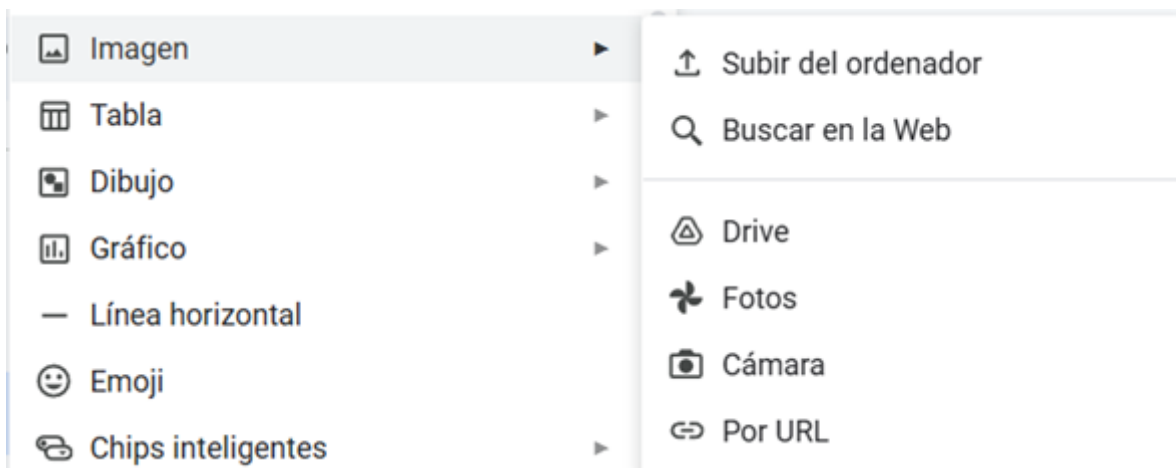 Imagen
Tabla
Dibujo
Gráfico
Línea horizontal
Emoji
Chips inteligentes
Subir del ordenador
Buscar en la Web
Drive
Fotos
Cámara
Por URL